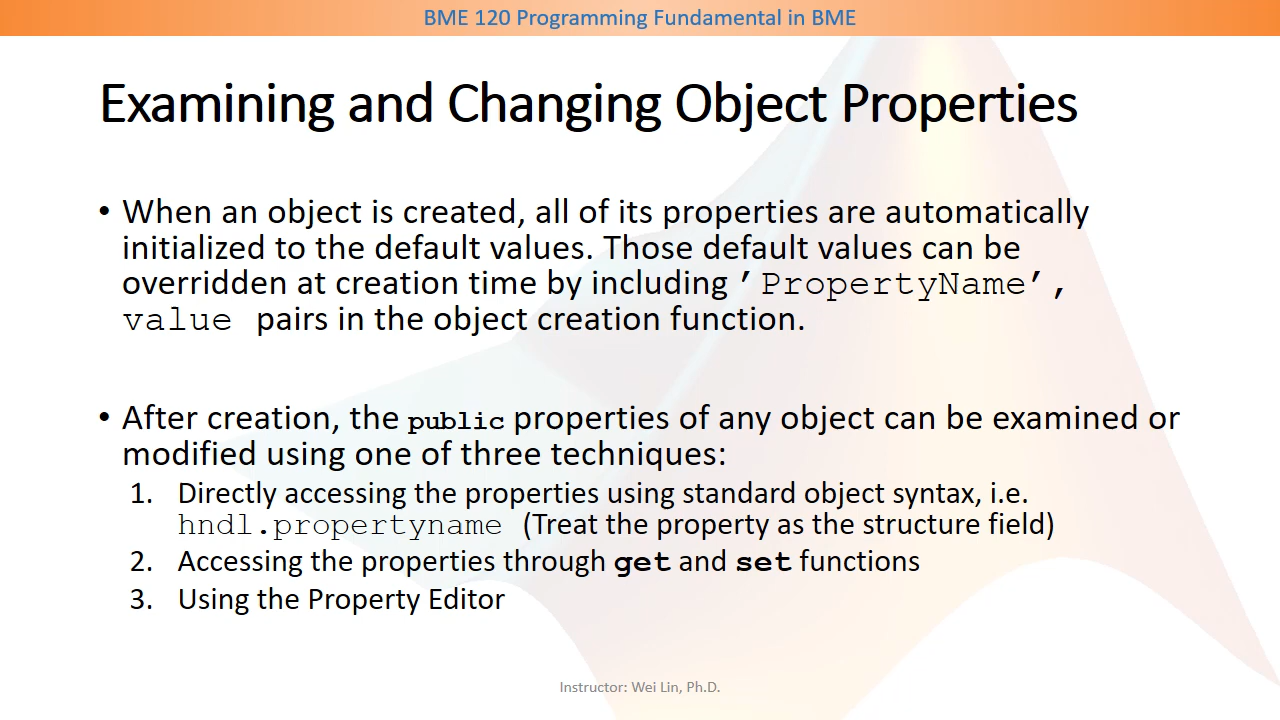 BME 120 Programming Fundamental in BME
Examining and Changing Object Properties
• When an object is created, all of its properties are automatically
initialized to the default values. Those default values can be
overridden at creation time by including ’PropertyName’,
value pairs in the object creation function.
• After creation, the public properties of any object can be examined or
modified using one of three techniques:
1. Directly accessing the properties using standard object syntax, i.e.
hndl.propertyname (Treat the property as the structure field)
2. Accessing the properties through get and set functions
3. Using the Property Editor
Instructor: Wei Lin, Ph.D.